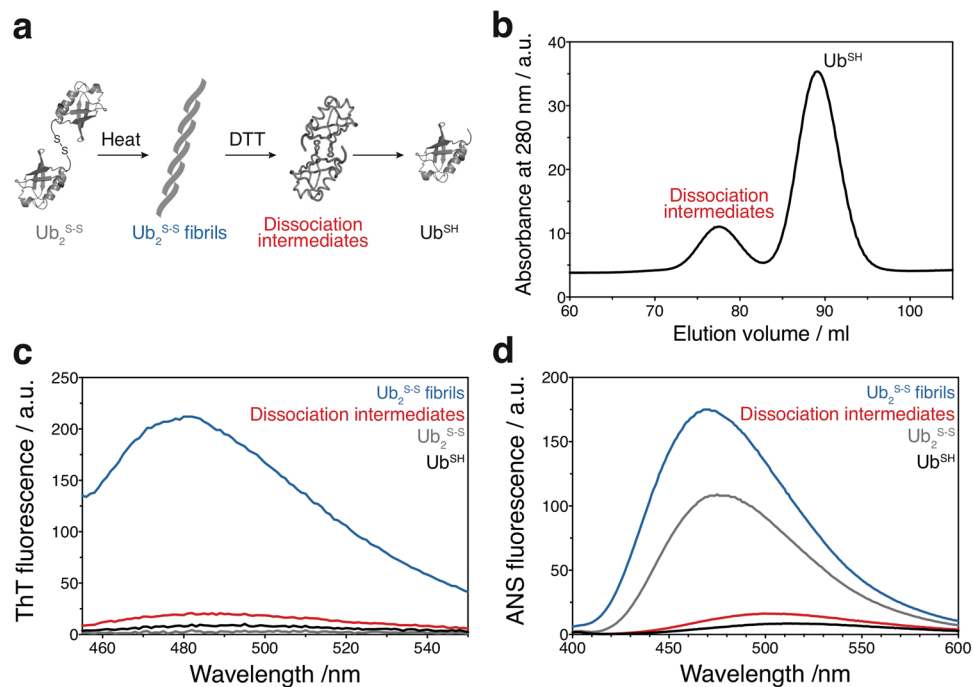 a
S
S
Heat
DTT
Ub₂ˢ⁻ˢ
Ub₂ˢ⁻ˢ fibrils
Dissociation
intermediates
Ubˢᴴ
b
Absorbance at 280 nm / a.u.
40
30
20
10
0
Dissociation
intermediates
Ubˢᴴ
60
70
80
90
100
Elution volume / ml
c
ThT fluorescence / a.u.
250
200
150
100
50
0
Ub₂ˢ⁻ˢ fibrils
Dissociation intermediates
Ub₂ˢ⁻ˢ
Ubˢᴴ
460
480
500
520
540
Wavelength /nm
d
ANS fluorescence / a.u.
200
150
100
50
0
Ub₂ˢ⁻ˢ fibrils
Dissociation intermediates
Ub₂ˢ⁻ˢ
Ubˢᴴ
400
450
500
550
600
Wavelength /nm